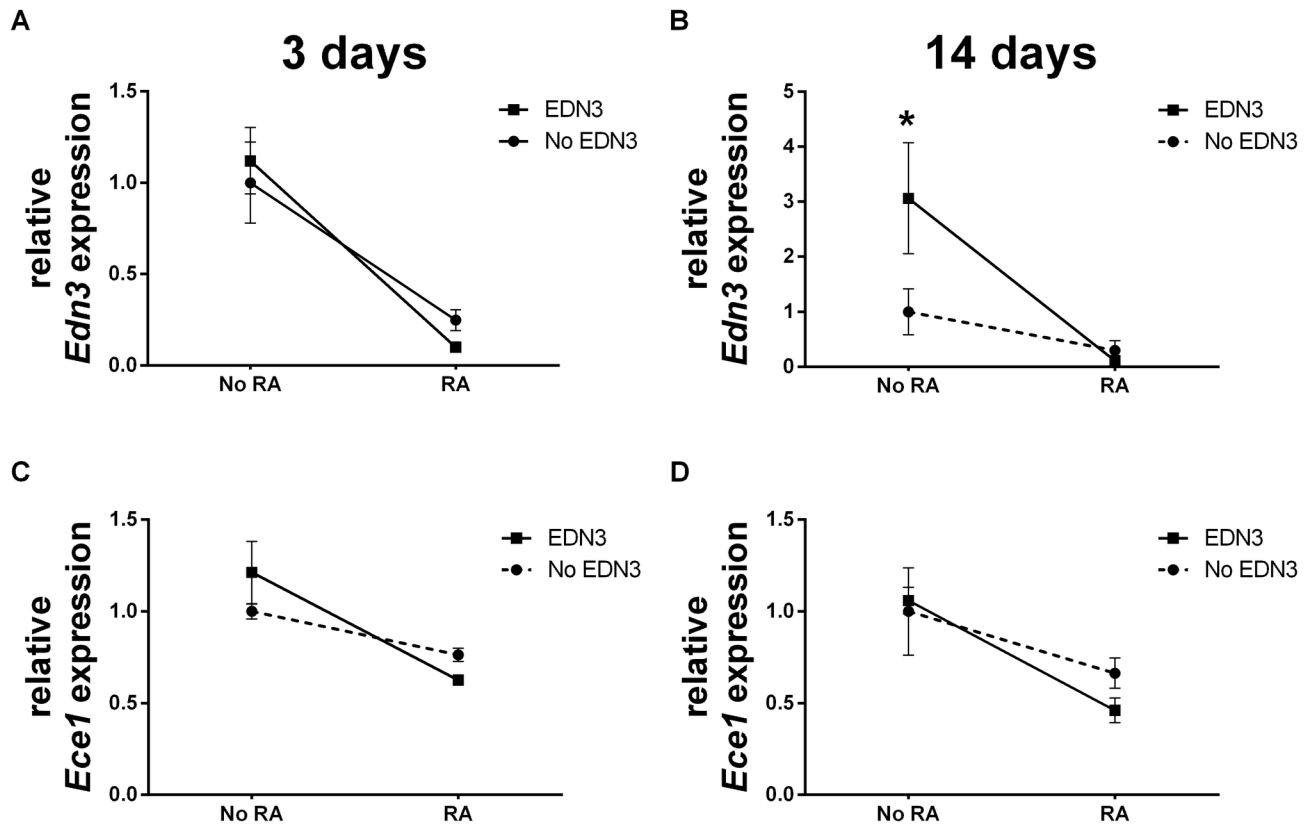 A
3 days
relative
Edn3 expression
1.5
1.0
0.5
0.0
No RA
RA
EDN3
No EDN3
B
14 days
relative
Edn3 expression
5
4
3
2
1
0
*
No RA
RA
EDN3
No EDN3
C
relative
Ece1 expression
1.5
1.0
0.5
0.0
No RA
RA
EDN3
No EDN3
D
relative
Ece1 expression
1.5
1.0
0.5
0.0
No RA
RA
EDN3
No EDN3